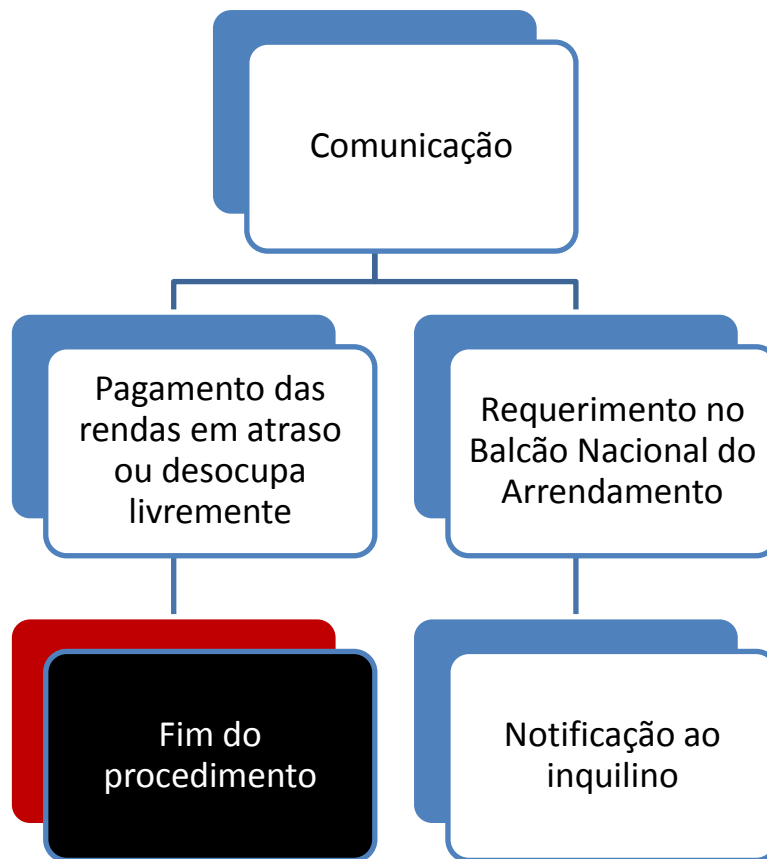 Comunicação
Pagamento das
rendas em atraso
ou desocupa
livremente
Requerimento no
Balcão Nacional do
Arrendamento
Fim do
procedimento
Notificação ao
inquilino